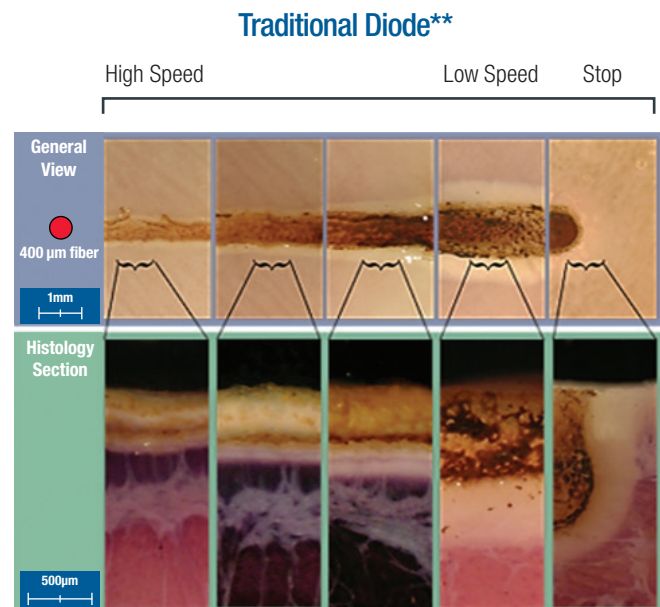 Traditional Diode**
High Speed
Low Speed
Stop
General
View
400 µm fiber
1mm
Histology
Section
500µm